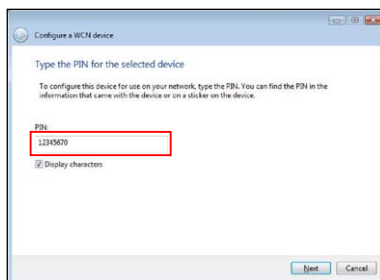 Configure a WCN device
Type the PIN for the selected device
To configure this device for use on your network, type the PIN. You can find the PIN in the
information that came with the device or on a sticker on the device.
PIN:
12345670
Display characters
Next Cancel